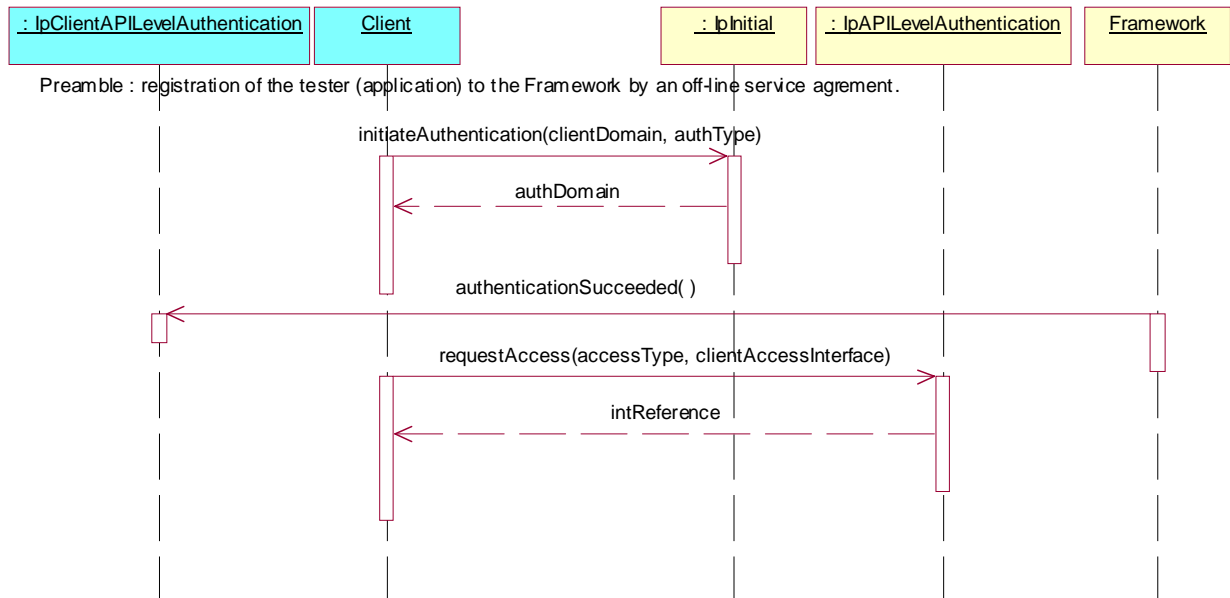 : IpClientAPILevelAuthentication
Client
: IpInitial
: IpAPILevelAuthentication
Framework
Preamble : registration of the tester (application) to the Framework by an off-line service agrement.
initiateAuthentication(clientDomain, authType)
authDomain
authenticationSucceeded( )
requestAccess(accessType, clientAccessInterface)
intReference